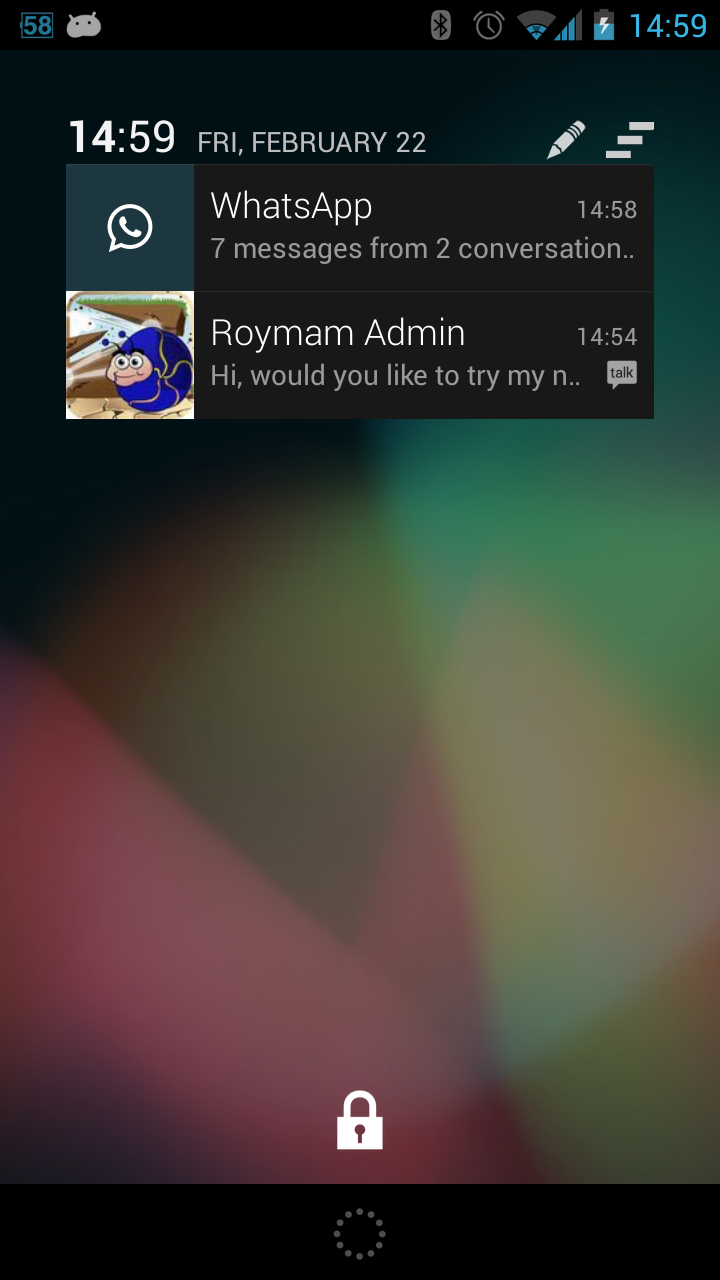 58 14:59
14:59 FRI, FEBRUARY 22
WhatsApp 14:58
7 messages from 2 conversation..
Roymam Admin 14:54
Hi, would you like to try my n.. talk